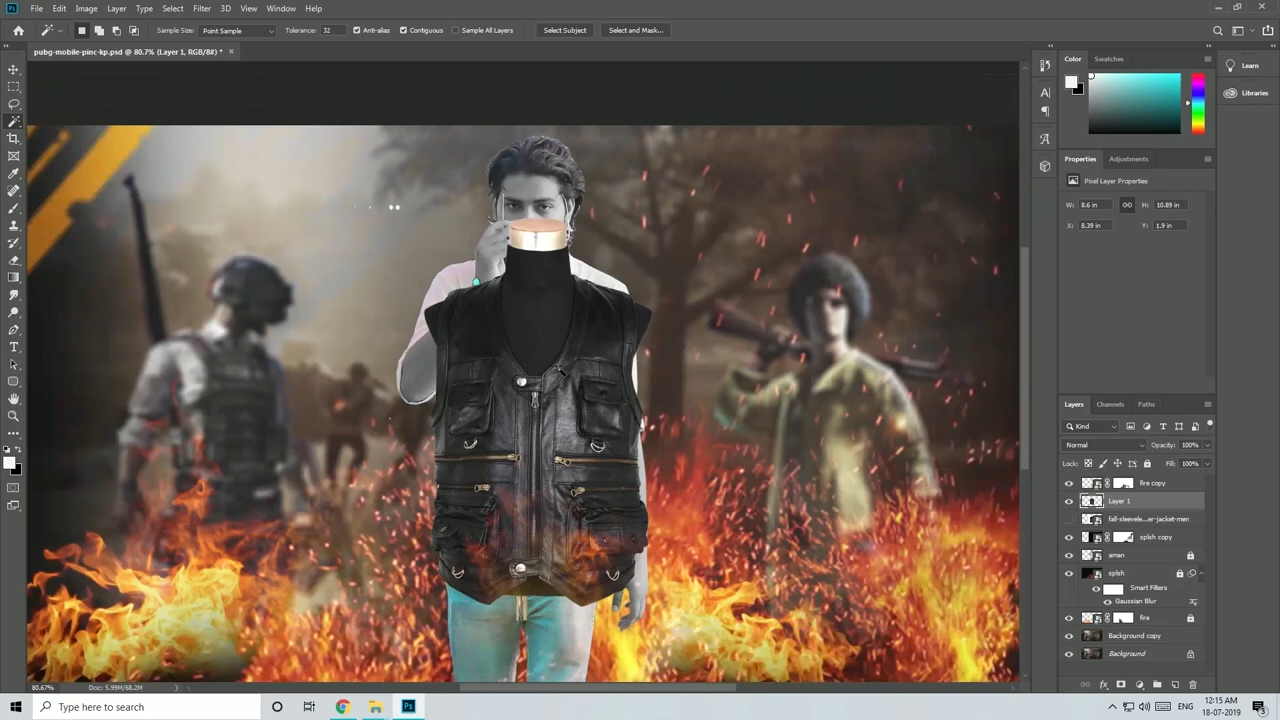 Ps File Edit Image Layer Type Select Filter 3D View Window Help
Sample Size: Point Sample Tolerance: 32 Anti-alias Contiguous Sample All Layers Select Subject Select and Mask...
pubg-mobile-pinc-kp.psd @ 80.7% (Layer 1, RGB/8#) *
Color Swatches
Learn
Libraries
Properties Adjustments
Pixel Layer Properties
W: 8.6 in H: 10.89 in
X: 8.39 in Y: 1.9 in
Layers Channels Paths
Kind
Normal Opacity: 100%
Lock: Fill: 100%
fire copy
Layer 1
fall-sleevele...er-jacket-men
splsh copy
aman
splsh
Smart Filters
Gaussian Blur
fire
Background copy
Background
80.67% Doc: 5.99M/68.2M
Type here to search
Ps
ENG
12:15 AM
18-07-2019
3